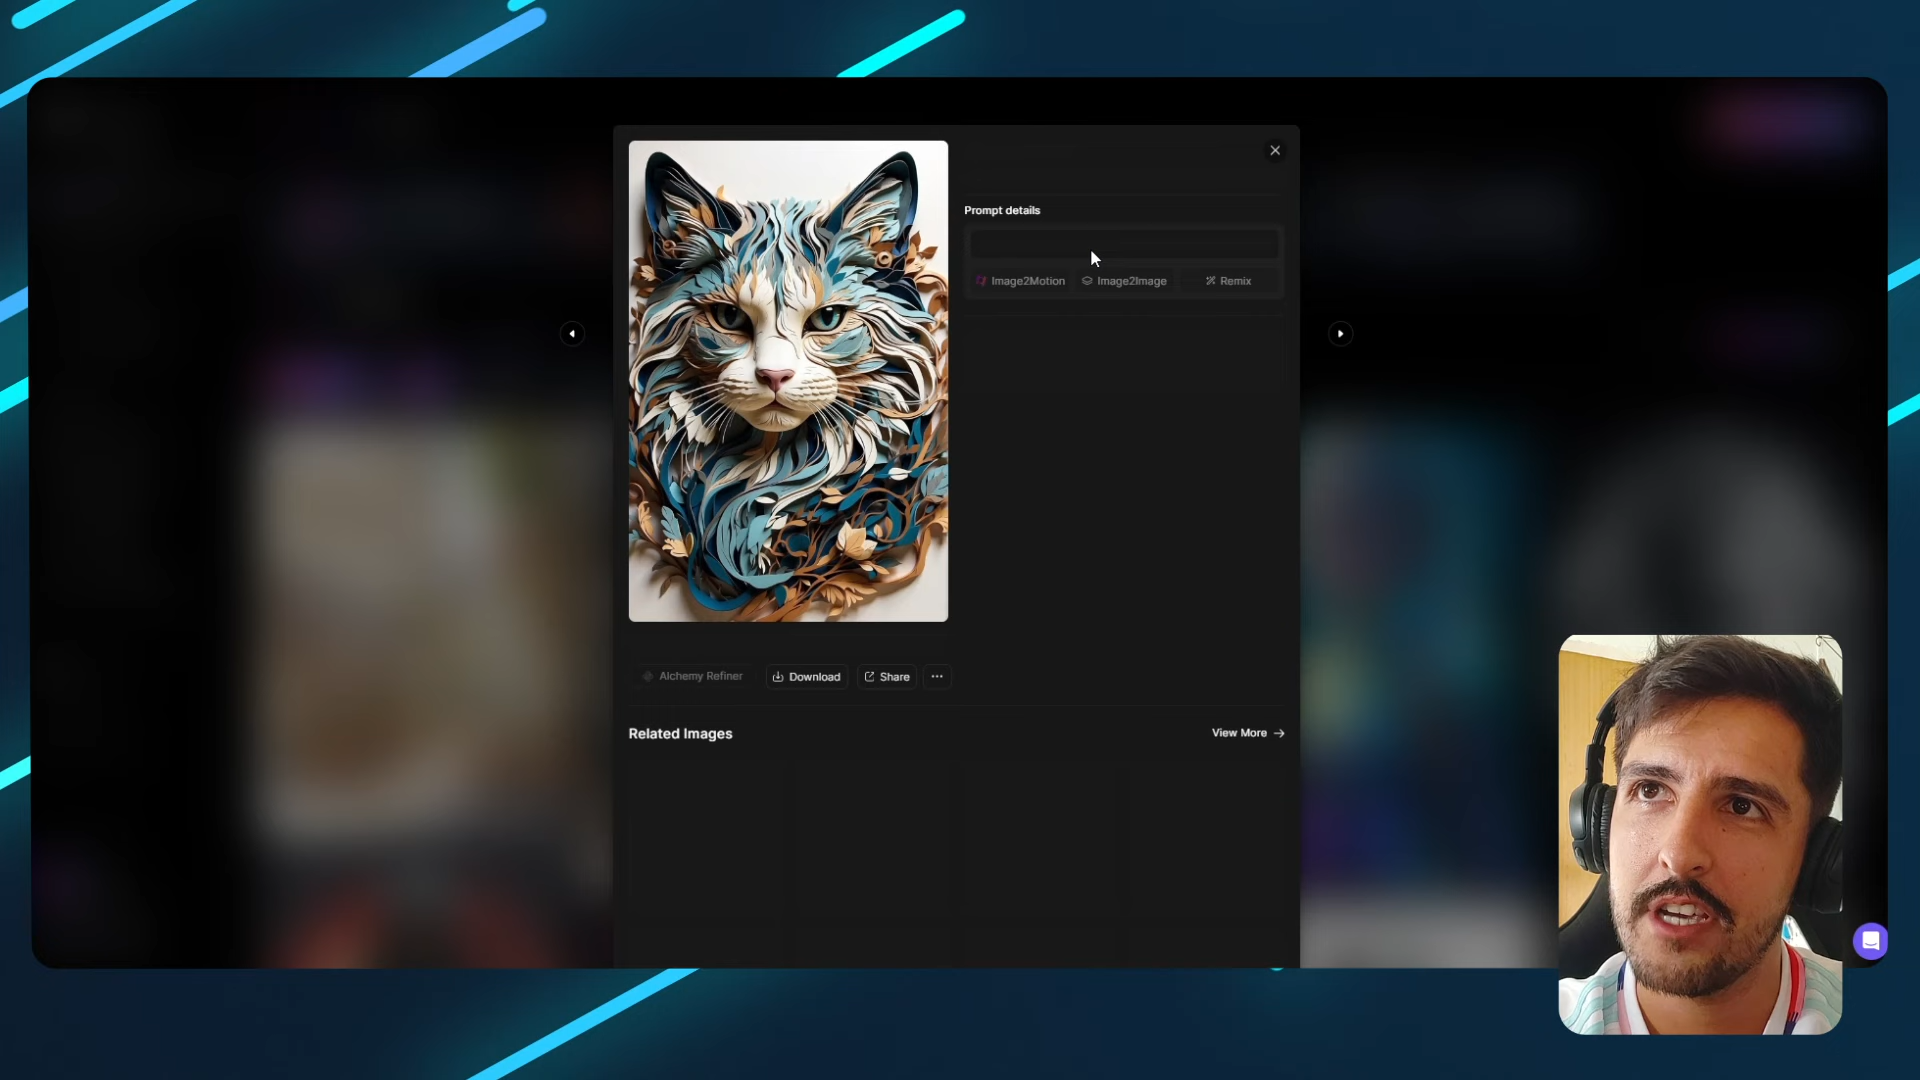 Prompt details
Image2Motion
Image2Image
Remix
Alchemy Refiner
Download
Share
Related Images
View More